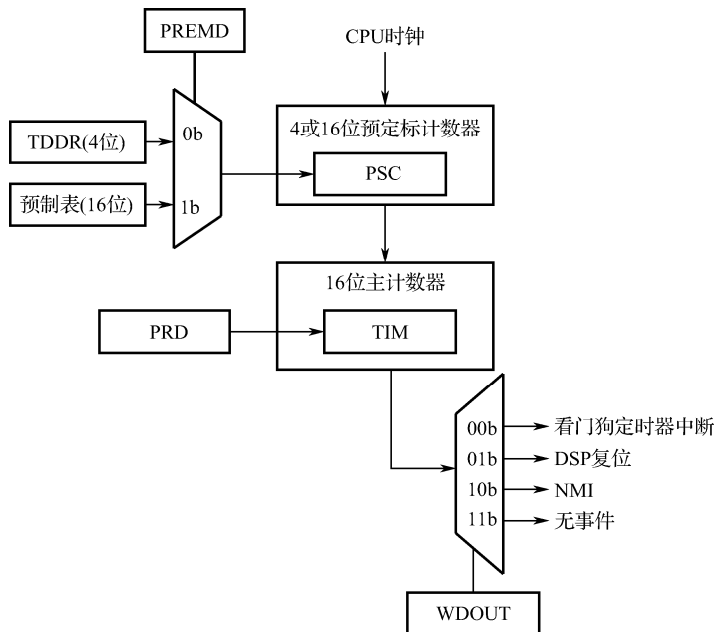 PREMD
CPU时钟
TDDR(4位)
0b
4或16位预定标计数器
PSC
预制表(16位)
1b
16位主计数器
PRD
TIM
00b
看门狗定时器中断
01b
DSP复位
10b
NMI
11b
无事件
WDOUT